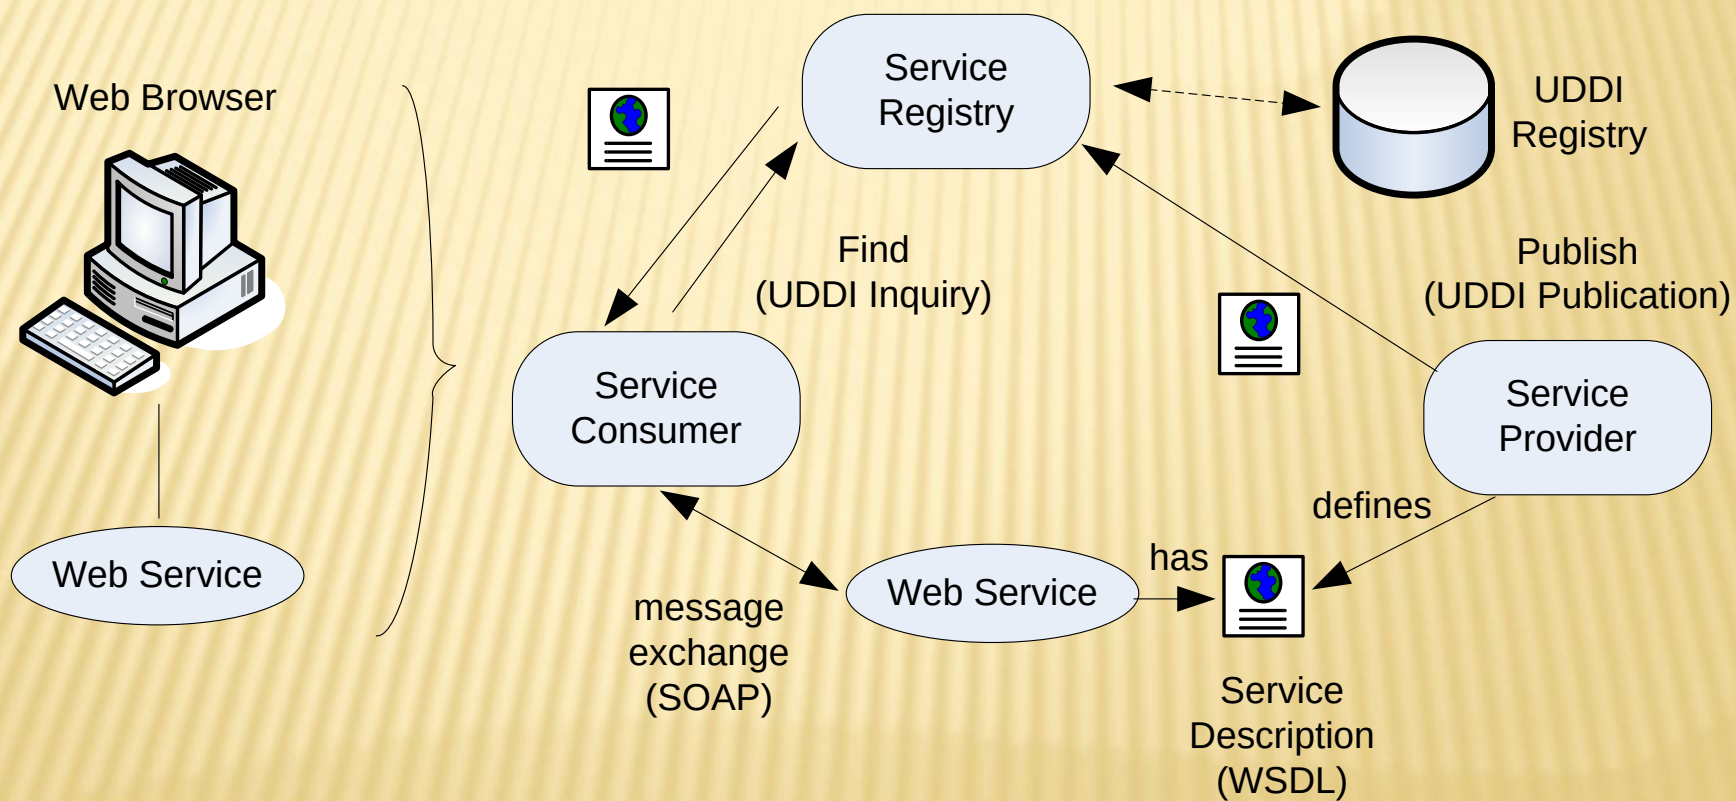 Web Browser
Service
Registry
UDDI
Registry
Find
(UDDI Inquiry)
Publish
(UDDI Publication)
Service
Consumer
Service
Provider
defines
has
Web Service
Web Service
message
exchange
(SOAP)
Service
Description
(WSDL)